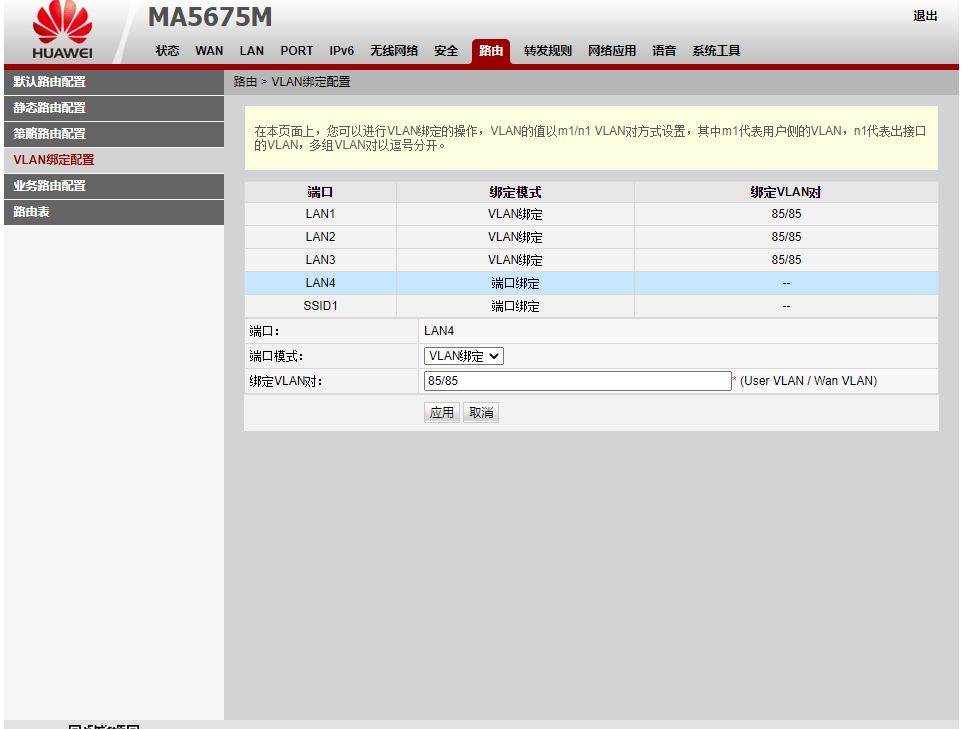 MA5675M
退出
HUAWEI
状态 WAN LAN PORT IPv6 无线网络 安全 路由 转发规则 网络应用 语音 系统工具
默认路由配置
静态路由配置
策略路由配置
VLAN绑定配置
业务路由配置
路由表
路由 > VLAN绑定配置
在本页面上，您可以进行VLAN绑定的操作，VLAN的值以m1/n1 VLAN对方式设置，其中m1代表用户侧的VLAN，n1代表出接口
的VLAN，多组VLAN对以逗号分开。
端口 绑定模式 绑定VLAN对
LAN1 VLAN绑定 85/85
LAN2 VLAN绑定 85/85
LAN3 VLAN绑定 85/85
LAN4 端口绑定 --
SSID1 端口绑定 --
端口： LAN4
端口模式： VLAN绑定
绑定VLAN对： 85/85 * (User VLAN / Wan VLAN)
应用 取消